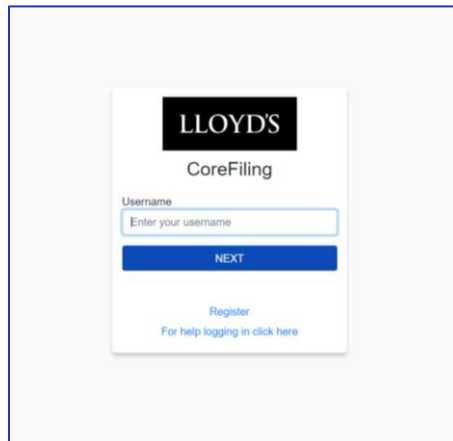 LLOYD'S
CoreFiling
Username
Enter your username
NEXT
Register
For help logging in click here